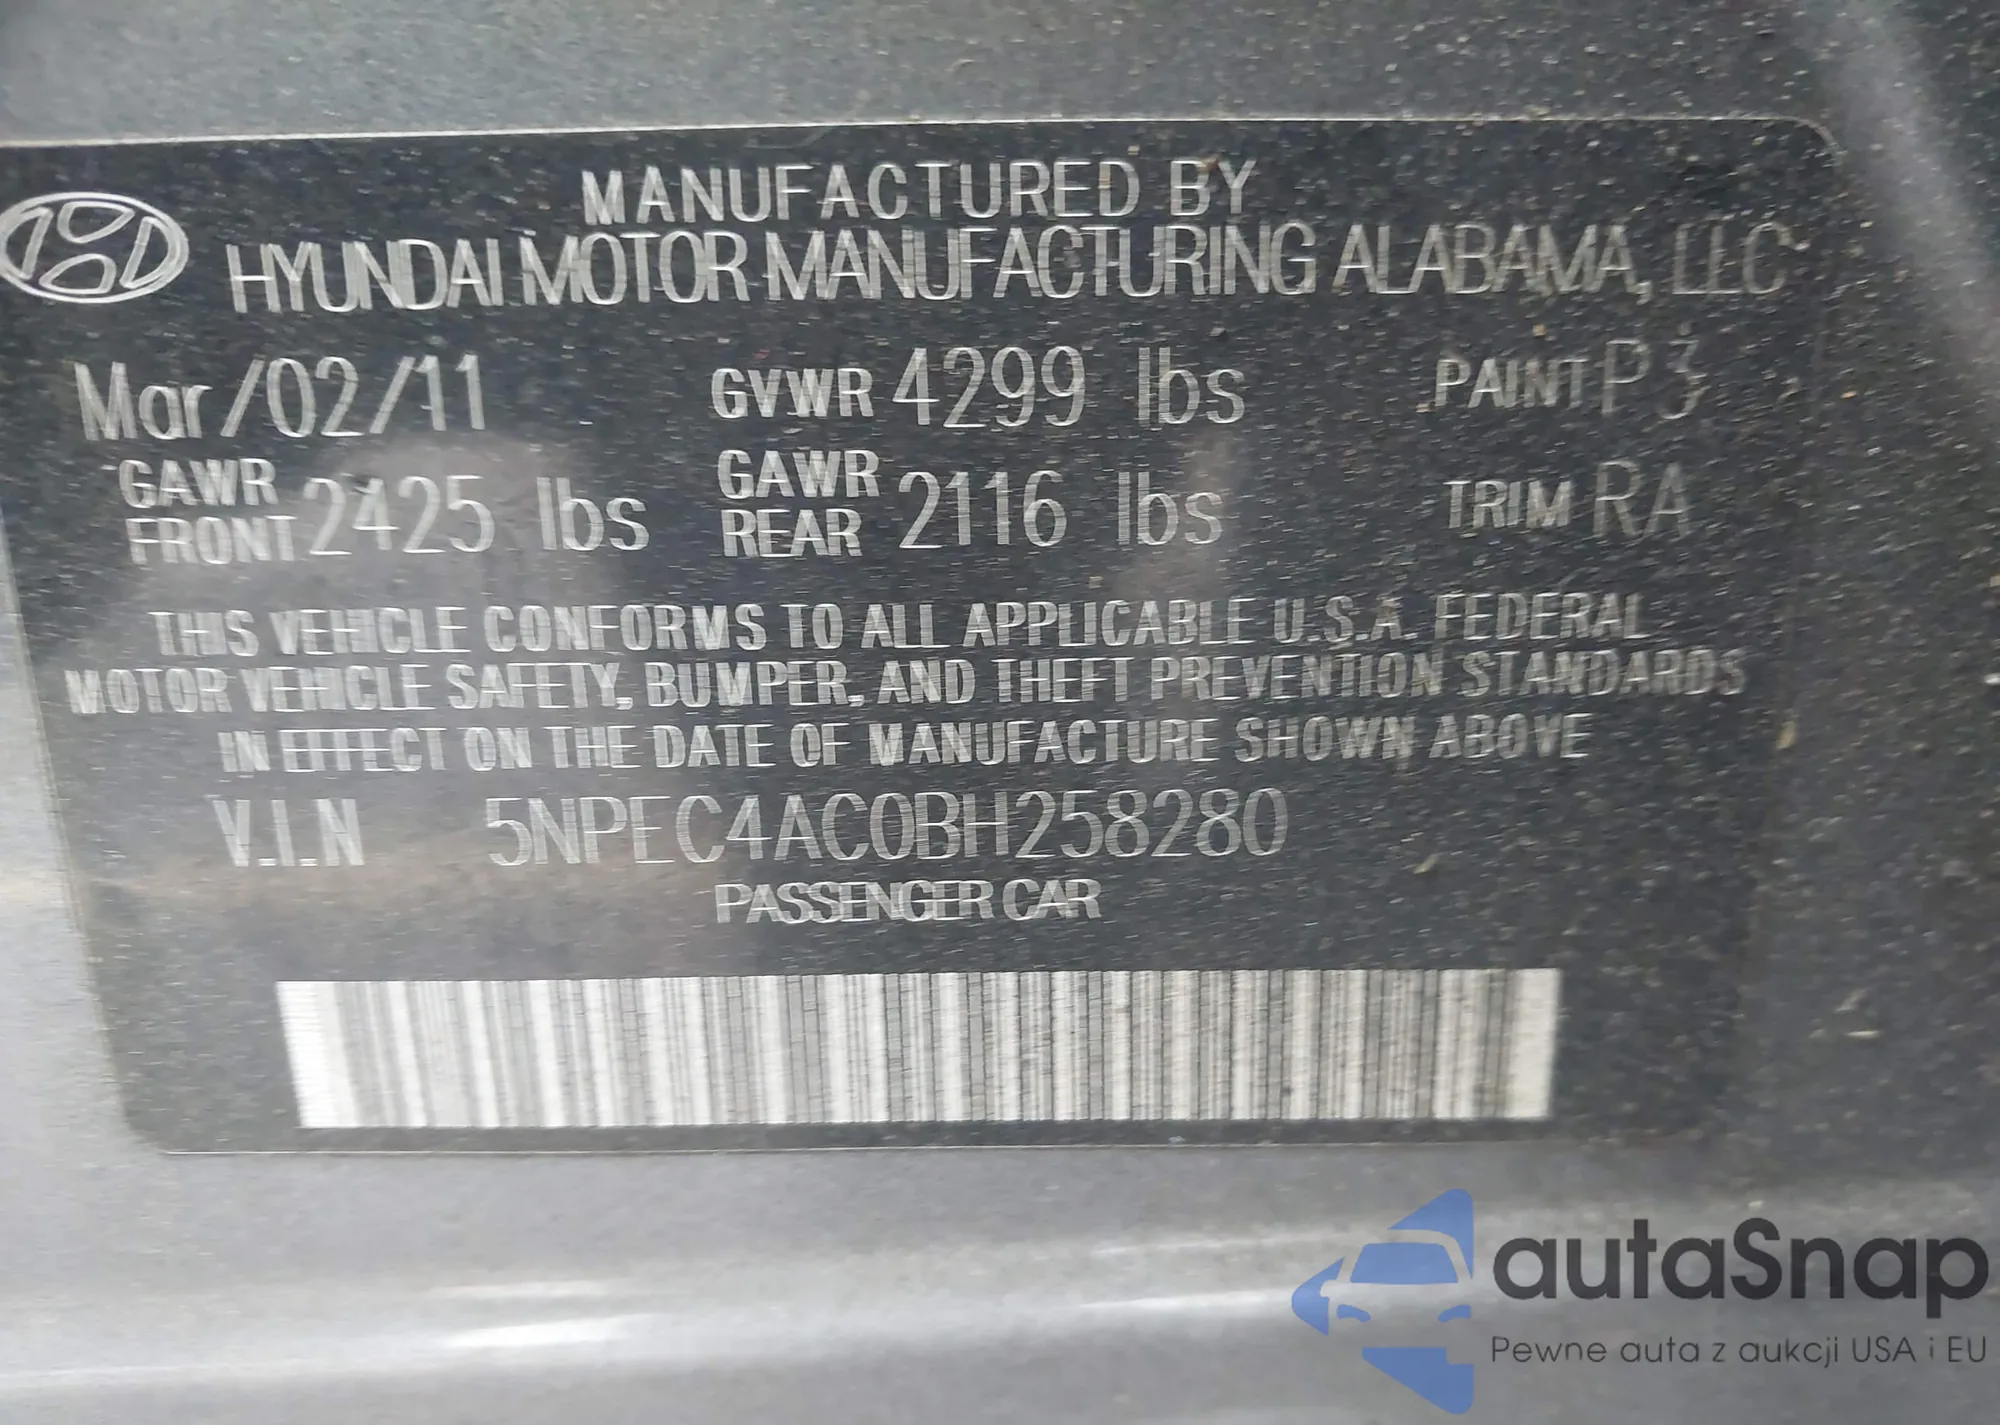 MANUFACTURED BY
HYUNDAI MOTOR MANUFACTURING ALABAMA, LLC
Mar/02/11 GVWR 4299 lbs PAINT P3
GAWR FRONT 2425 lbs GAWR REAR 2116 lbs TRIM RA
THIS VEHICLE CONFORMS TO ALL APPLICABLE U.S.A. FEDERAL
MOTOR VEHICLE SAFETY, BUMPER, AND THEFT PREVENTION STANDARDS
IN EFFECT ON THE DATE OF MANUFACTURE SHOWN ABOVE
V.I.N 5NPEC4AC0BH258280
PASSENGER CAR
autaSnap
Pewne auta z aukcji USA i EU